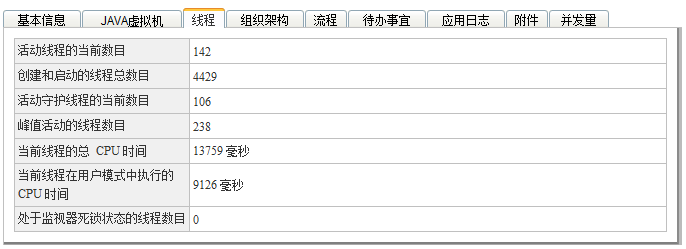 基本信息 JAVA虚拟机 线程 组织架构 流程 待办事宜 应用日志 附件 并发量
活动线程的当前数目 142
创建和启动的线程总数目 4429
活动守护线程的当前数目 106
峰值活动的线程数目 238
当前线程的总 CPU 时间 13759 毫秒
当前线程在用户模式中执行的
CPU 时间 9126 毫秒
处于监视器死锁状态的线程数目 0